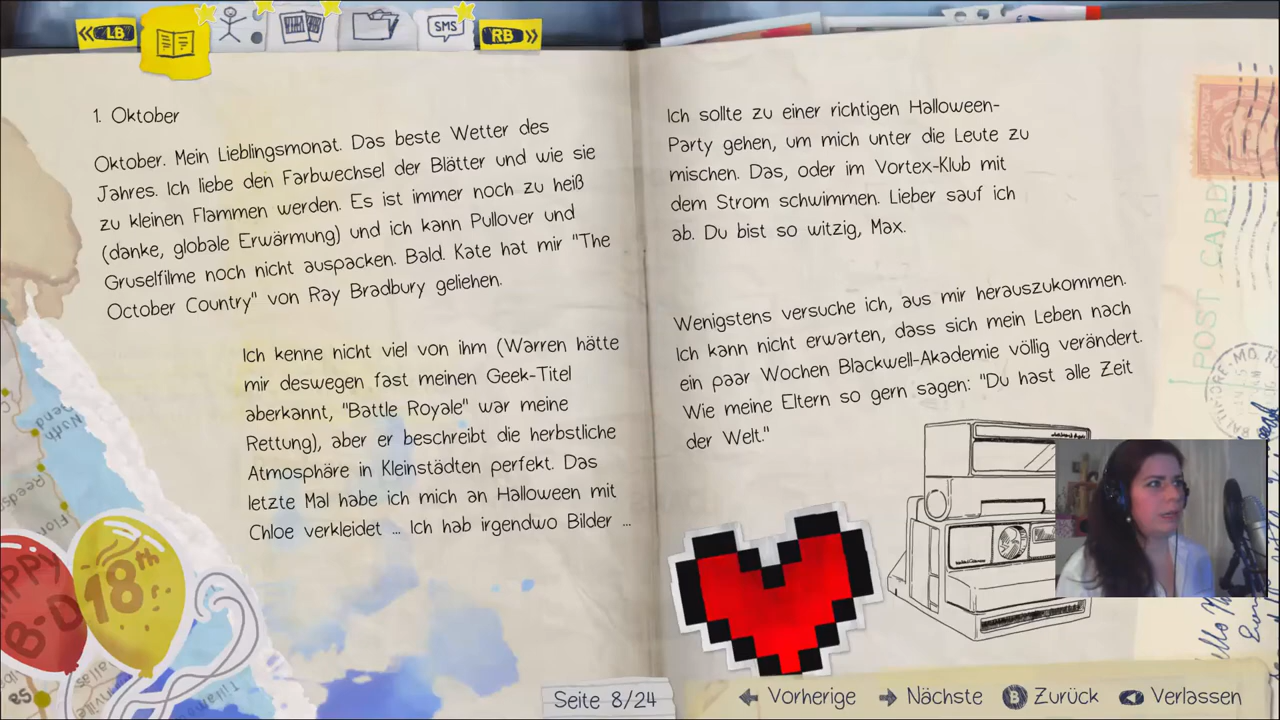 LB
SMS
RB
1. Oktober
Oktober. Mein Lieblingsmonat. Das beste Wetter des
Jahres. Ich liebe den Farbwechsel der Blätter und wie sie
zu kleinen Flammen werden. Es ist immer noch zu heiß
(danke, globale Erwärmung) und ich kann Pullover und
Gruselfilme noch nicht auspacken. Bald. Kate hat mir "The
October Country" von Ray Bradbury geliehen.
Ich kenne nicht viel von ihm (Warren hätte
mir deswegen fast meinen Geek-Titel
aberkannt, "Battle Royale" war meine
Rettung), aber er beschreibt die herbstliche
Atmosphäre in Kleinstädten perfekt. Das
letzte Mal habe ich mich an Halloween mit
Chloe verkleidet ... Ich hab irgendwo Bilder ...
Ich sollte zu einer richtigen Halloween-
Party gehen, um mich unter die Leute zu
mischen. Das, oder im Vortex-Klub mit
dem Strom schwimmen. Lieber sauf ich
ab. Du bist so witzig, Max.
Wenigstens versuche ich, aus mir herauszukommen.
Ich kann nicht erwarten, dass sich mein Leben nach
ein paar Wochen Blackwell-Akademie völlig verändert.
Wie meine Eltern so gern sagen: "Du hast alle Zeit
der Welt."
POST CARD
18th
B-D
Seite 8/24
Vorherige
Nächste
B Zurück
Verlassen